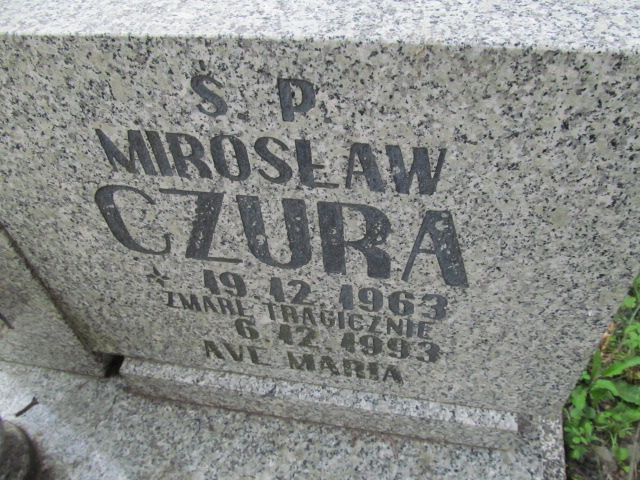 Ś P
MIROSŁAW
CZURA
* 19.12.1963
ZMARŁ TRAGICZNIE
6.12.1993
AVE MARIA